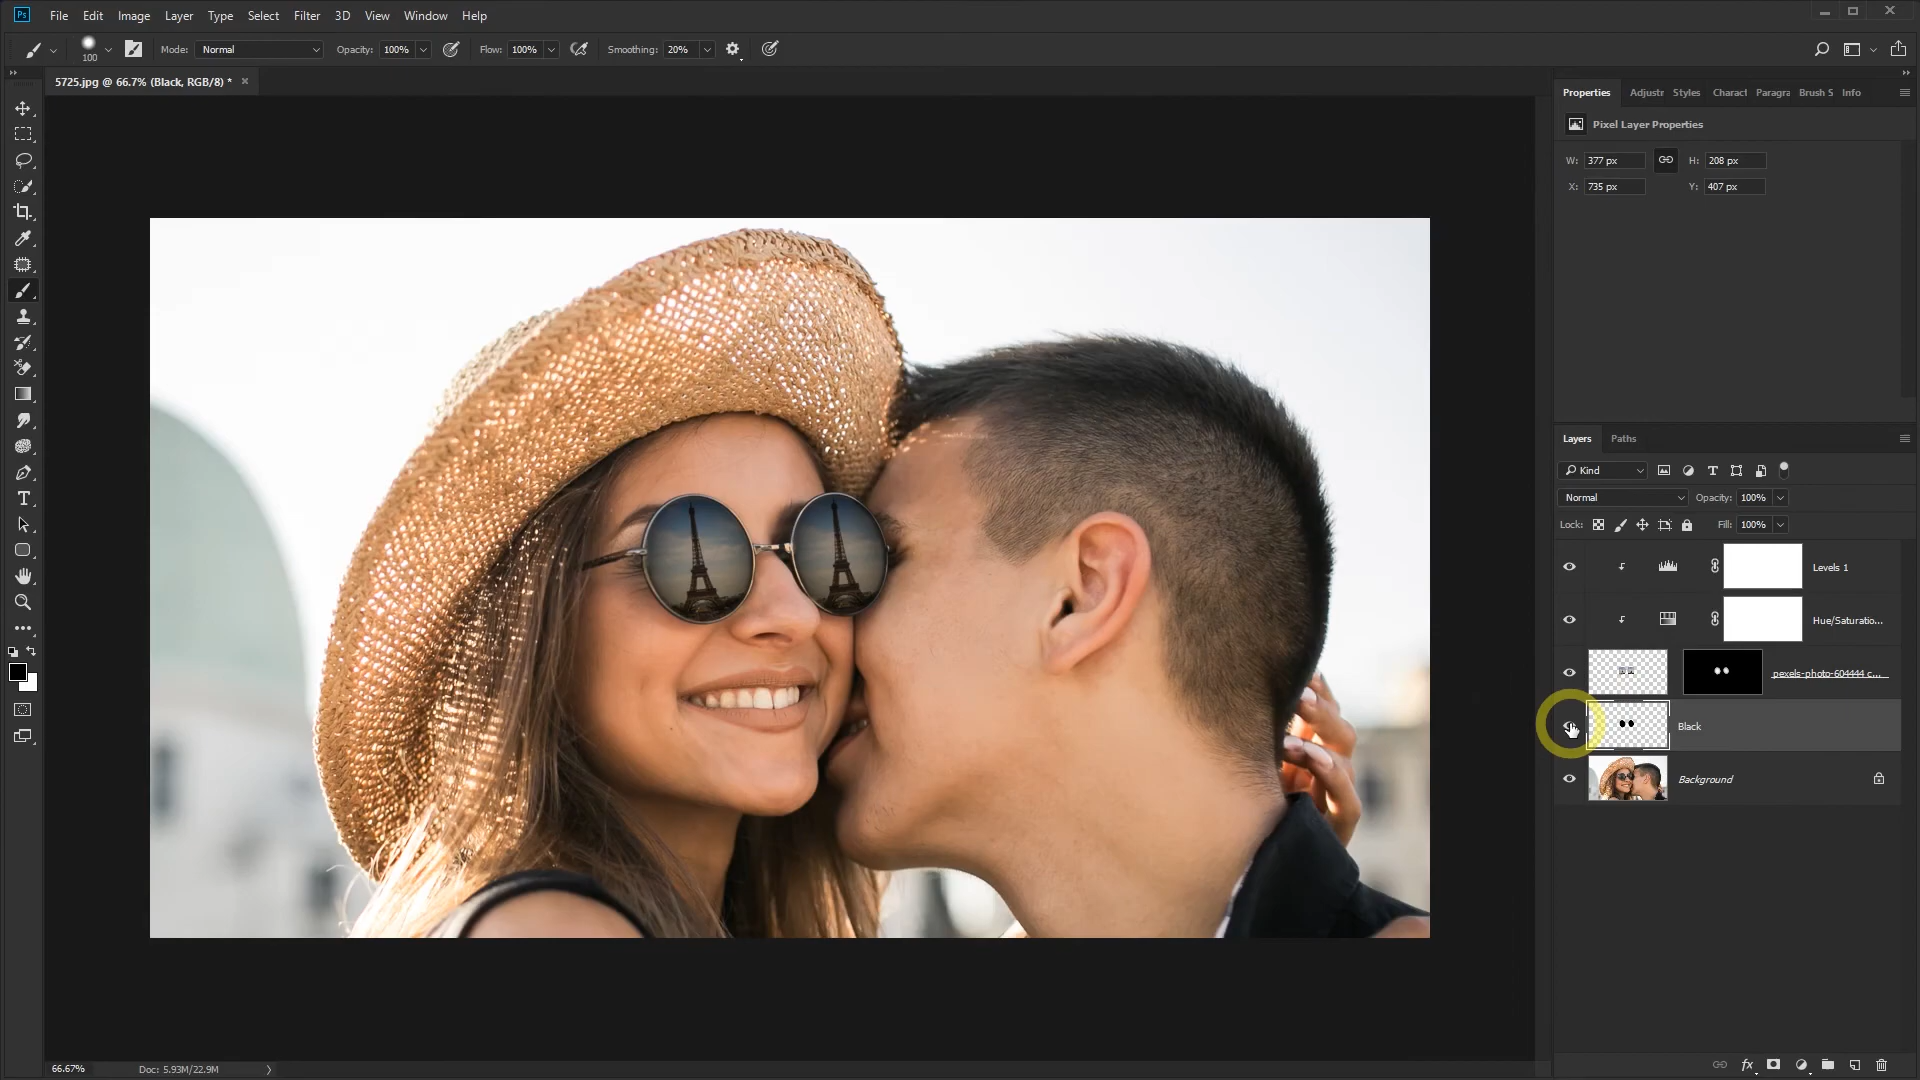 Ps File Edit Image Layer Type Select Filter 3D View Window Help
100 Mode: Normal Opacity: 100% Flow: 100% Smoothing: 20%
5725.jpg @ 66.7% (Black, RGB/8) *
Properties Adjustr Styles Charact Paragra Brush S Info
Pixel Layer Properties
W: 377 px H: 208 px
X: 735 px Y: 407 px
Layers Paths
Kind
Normal Opacity: 100%
Lock: Fill: 100%
Levels 1
Hue/Saturatio...
pexels-photo-604444 c...
Black
Background
fx
66.67% Doc: 5.93M/22.9M